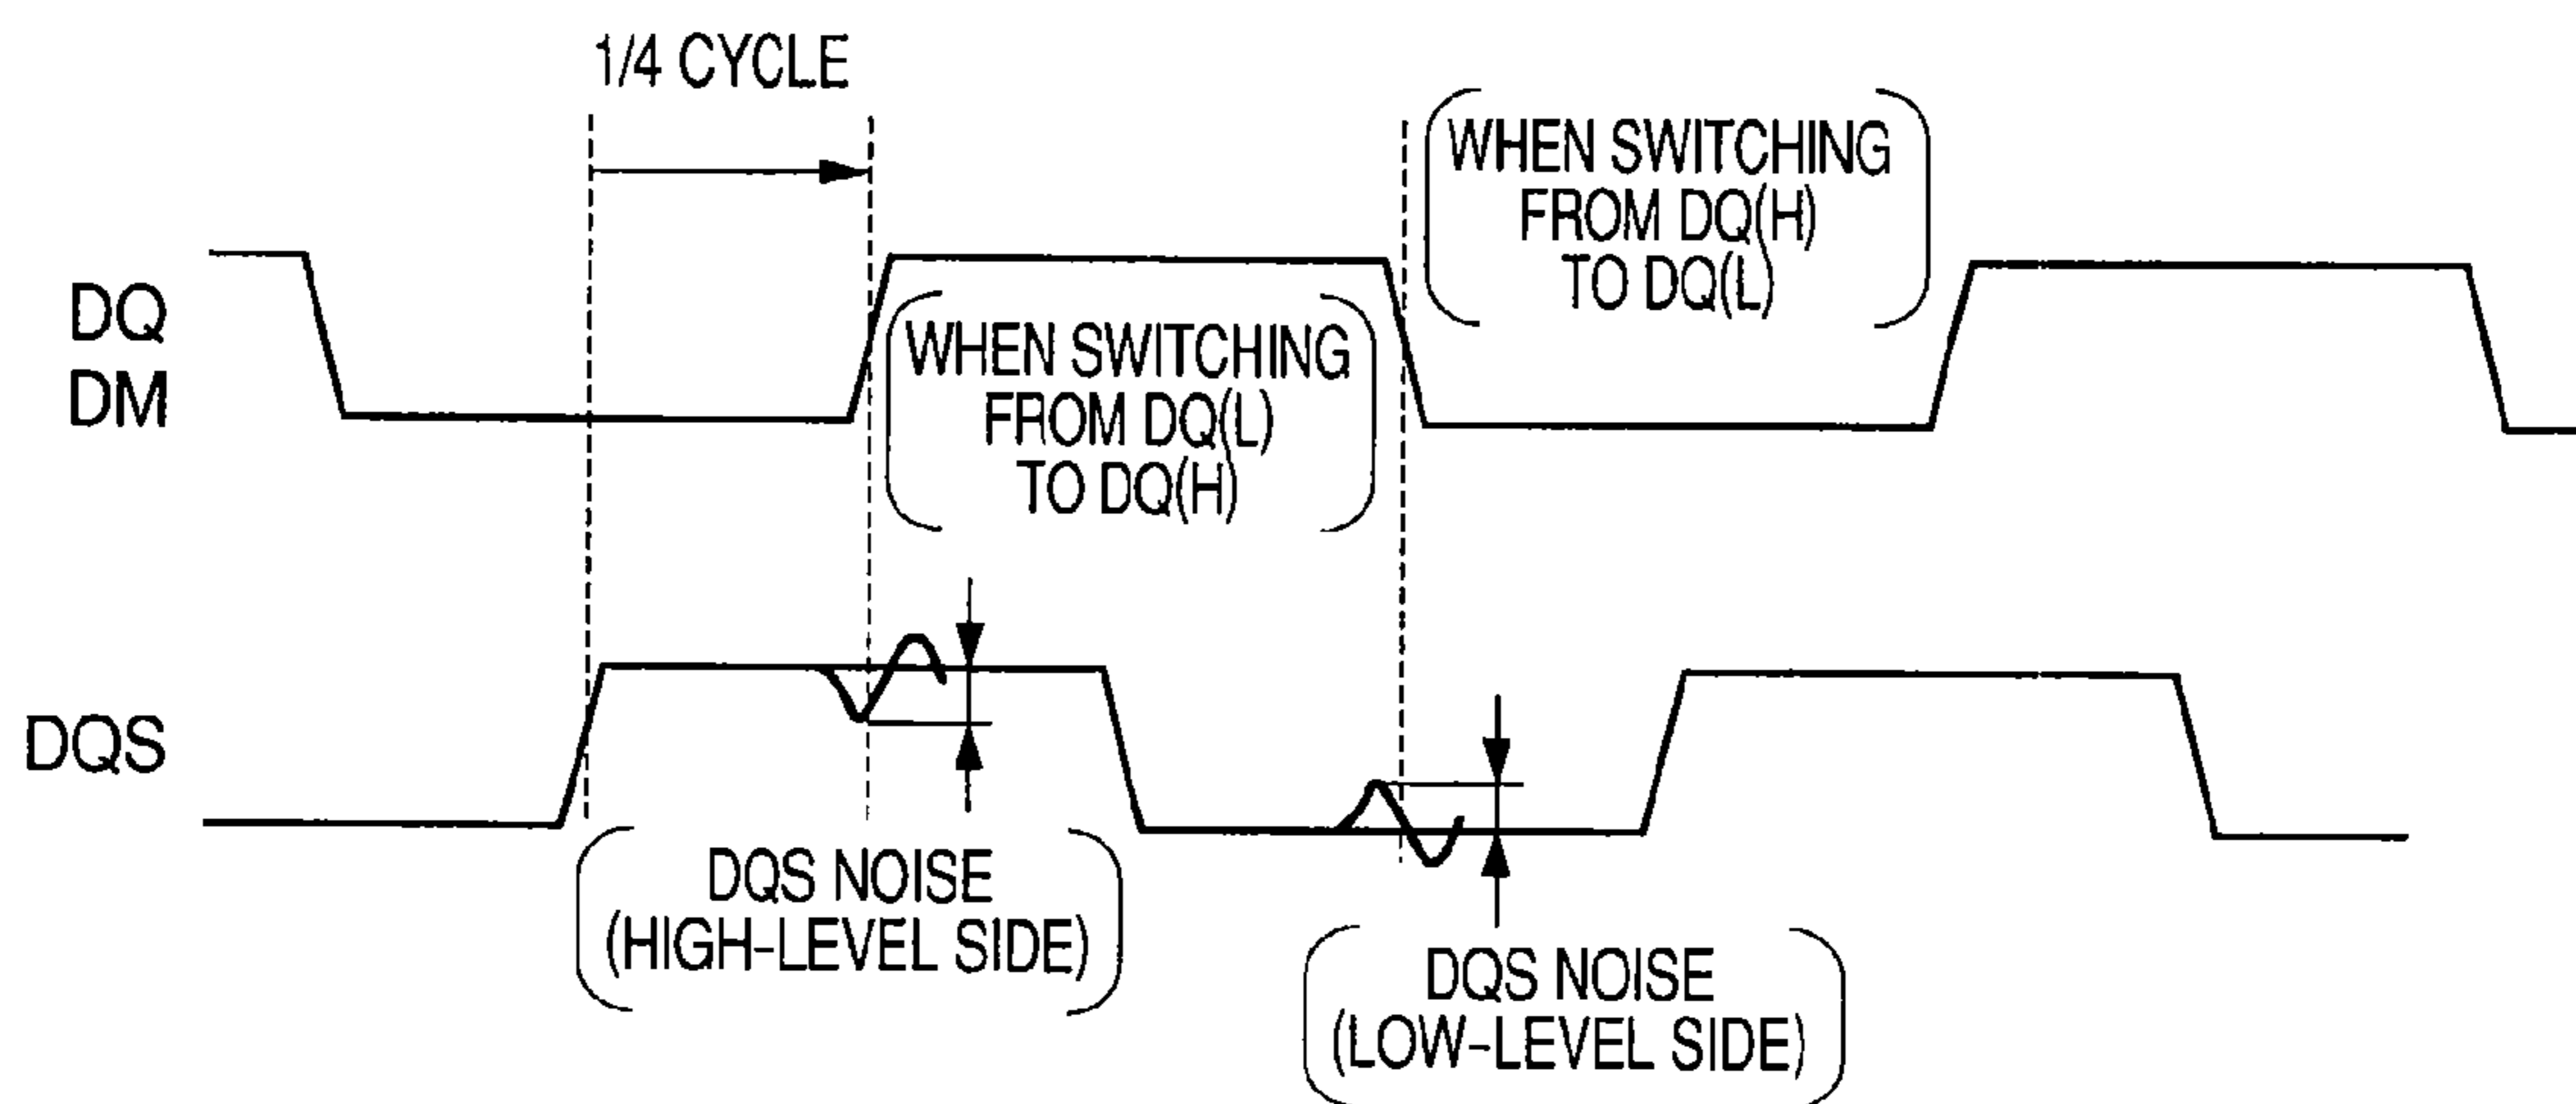 1/4 CYCLE
WHEN SWITCHING
FROM DQ(H)
TO DQ(L)
DQ
DM
WHEN SWITCHING
FROM DQ(L)
TO DQ(H)
DQS
DQS NOISE
(HIGH-LEVEL SIDE)
DQS NOISE
(LOW-LEVEL SIDE)